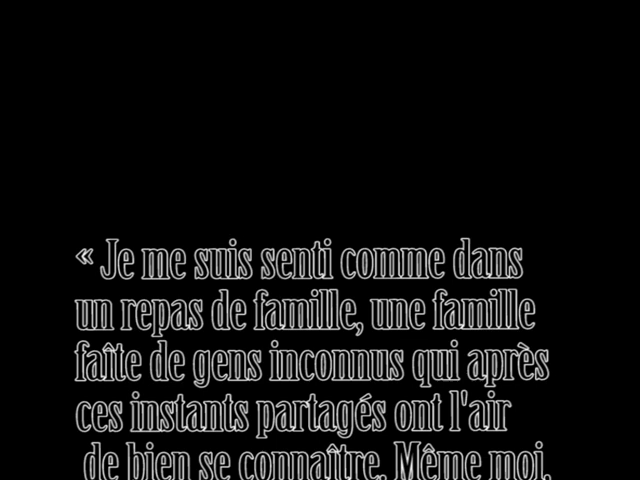 « Je me suis senti comme dans
un repas de famille, une famille
faîte de gens inconnus qui après
ces instants partagés ont l'air
de bien se connaître. Même moi,